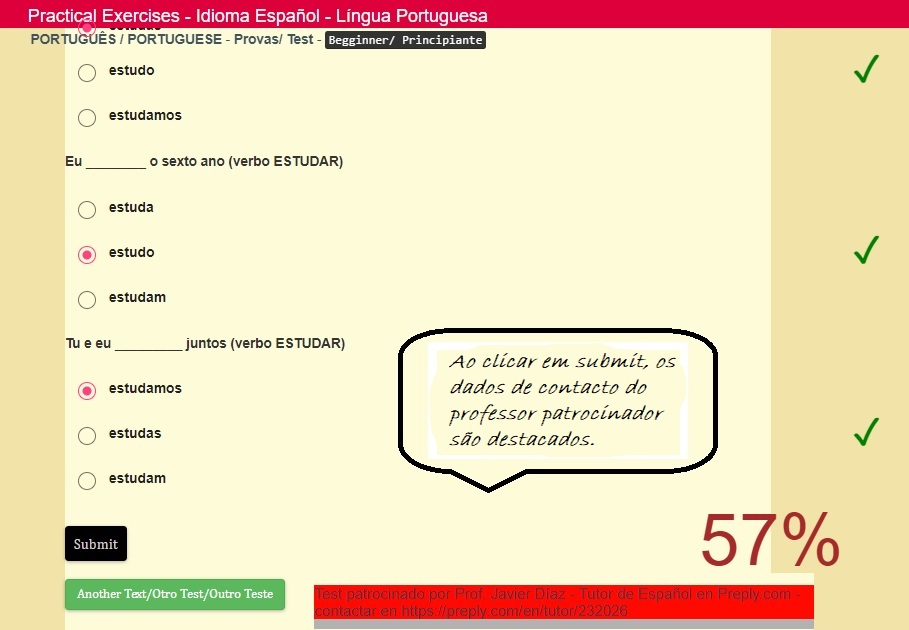 Practical Exercises - Idioma Español - Língua Portuguesa
estudas
PORTUGUÊS / PORTUGUESE - Provas/ Test - Begginner/ Principiante
estudo
estudamos
Eu ________ o sexto ano (verbo ESTUDAR)
estuda
estudo
estudam
Tu e eu _________ juntos (verbo ESTUDAR)
estudamos
estudas
estudam
Ao clicar em submit, os
dados de contacto do
professor patrocinador
são destacados.
Submit
57%
Another Text/Otro Test/Outro Teste
Test patrocinado por Prof. Javier Díaz - Tutor de Español en Preply.com -
contactar en https://preply.com/en/tutor/232026